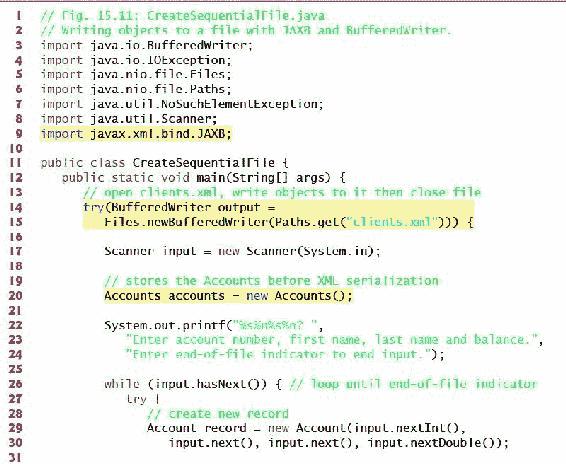 1 // Fig. 15.11: CreateSequentialFile.java
2 // Writing objects to a file with JAXB and BufferedWriter.
3 import java.io.BufferedWriter;
4 import java.io.IOException;
5 import java.nio.file.Files;
6 import java.nio.file.Paths;
7 import java.util.NoSuchElementException;
8 import java.util.Scanner;
9 import javax.xml.bind.JAXB;
10
11 public class CreateSequentialFile {
12 public static void main(String[] args) {
13 // open clients.xml, write objects to it then close file
14 try(BufferedWriter output =
15 Files.newBufferedWriter(Paths.get("clients.xml"))) {
16
17 Scanner input = new Scanner(System.in);
18
19 // stores the Accounts before XML serialization
20 Accounts accounts = new Accounts();
21
22 System.out.printf("%s%n%s%n? ",
23 "Enter account number, first name, last name and balance.",
24 "Enter end-of-file indicator to end input.");
25
26 while (input.hasNext()) { // loop until end-of-file indicator
27 try {
28 // create new record
29 Account record = new Account(input.nextInt(),
30 input.next(), input.next(), input.nextDouble());
31